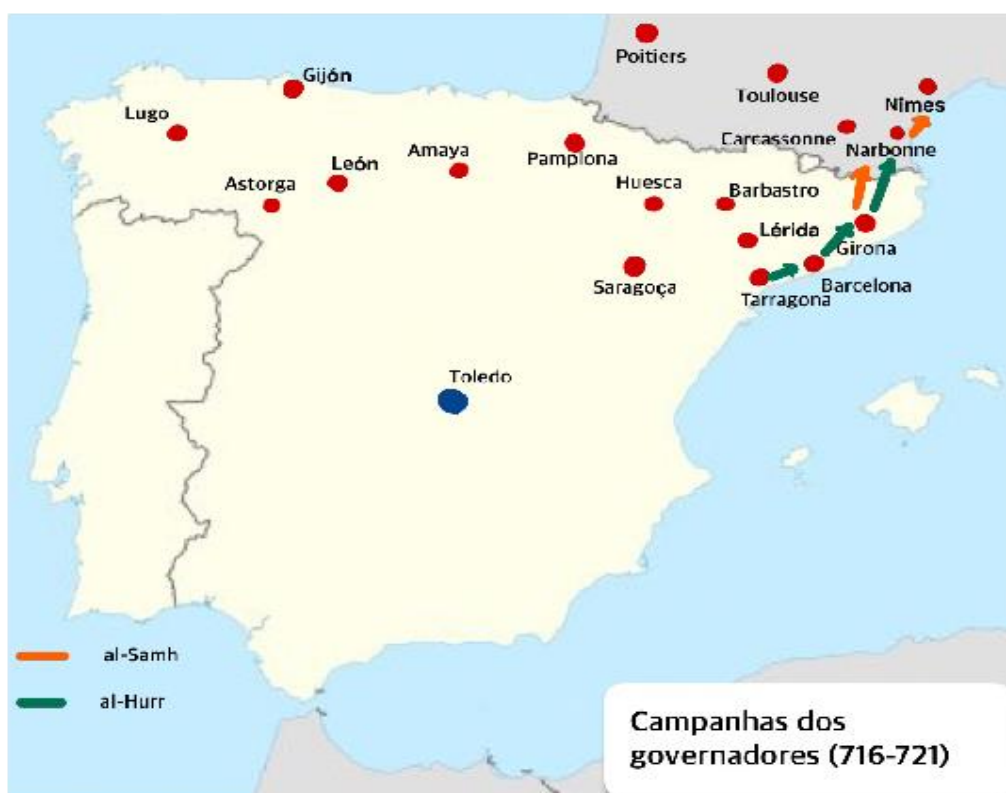 Poitiers
Gijón
Toulouse
Nîmes
Lugo
Carcassonne
Narbonne
Amaya
León
Pamplona
Astorga
Huesca
Barbastro
Lérida
Girona
Saragoça
Barcelona
Tarragona
Toledo
al-Samh
al-Hurr
Campanhas dos
governadores (716-721)